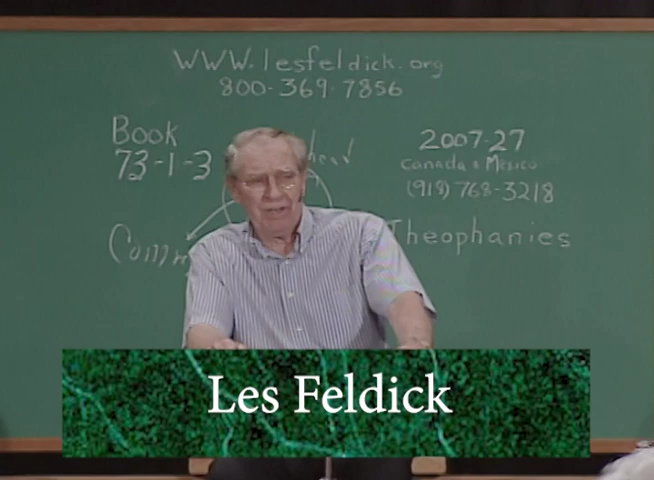 WWW.lesfeldick.org
800-369-7856
Book
73-1-3
2007-27
Canada & Mexico
(918) 768-3218
Theophanies
Les Feldick